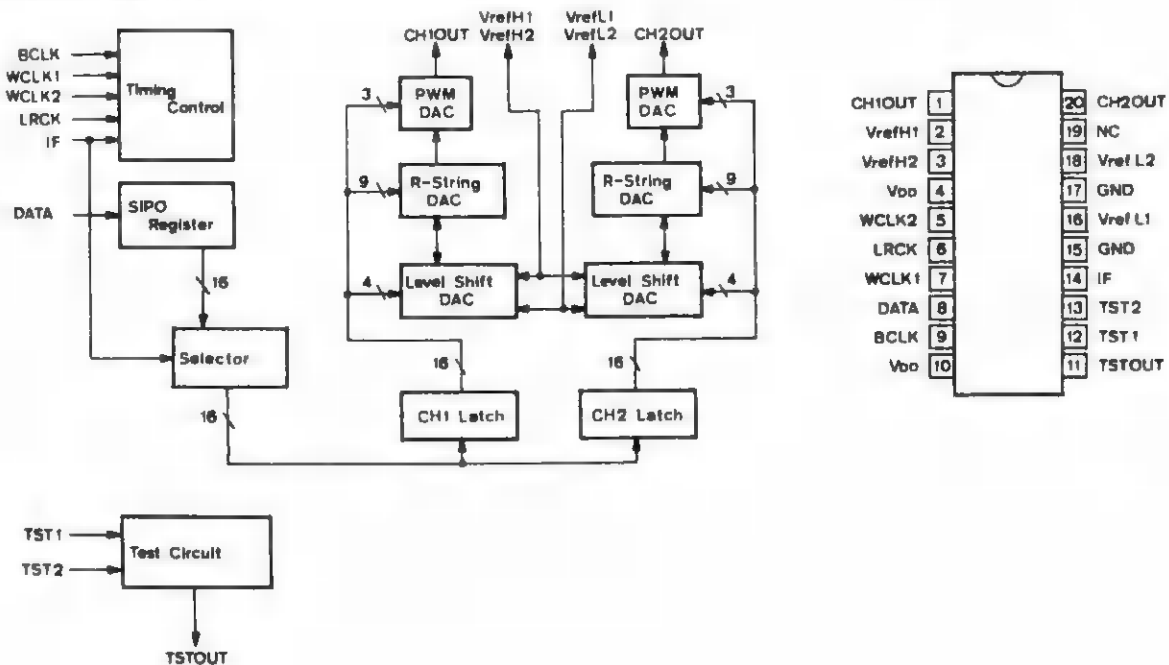 BCLK
WCLK1
WCLK2
LRCK
IF
Timing
Control
DATA
SIPO
Register
16
Selector
16
VrefH1
VrefH2
VrefL1
VrefL2
CH1OUT
CH2OUT
3
PWM
DAC
PWM
DAC
3
9
R-String
DAC
R-String
DAC
9
4
Level Shift
DAC
Level Shift
DAC
4
16
16
CH1 Latch
CH2 Latch
TST1
TST2
Test Circuit
TSTOUT
CH1OUT 1
VrefH1 2
VrefH2 3
VDD 4
WCLK2 5
LRCK 6
WCLK1 7
DATA 8
BCLK 9
VDD 10
20 CH2OUT
19 NC
18 Vref L2
17 GND
16 Vref L1
15 GND
14 IF
13 TST2
12 TST1
11 TSTOUT